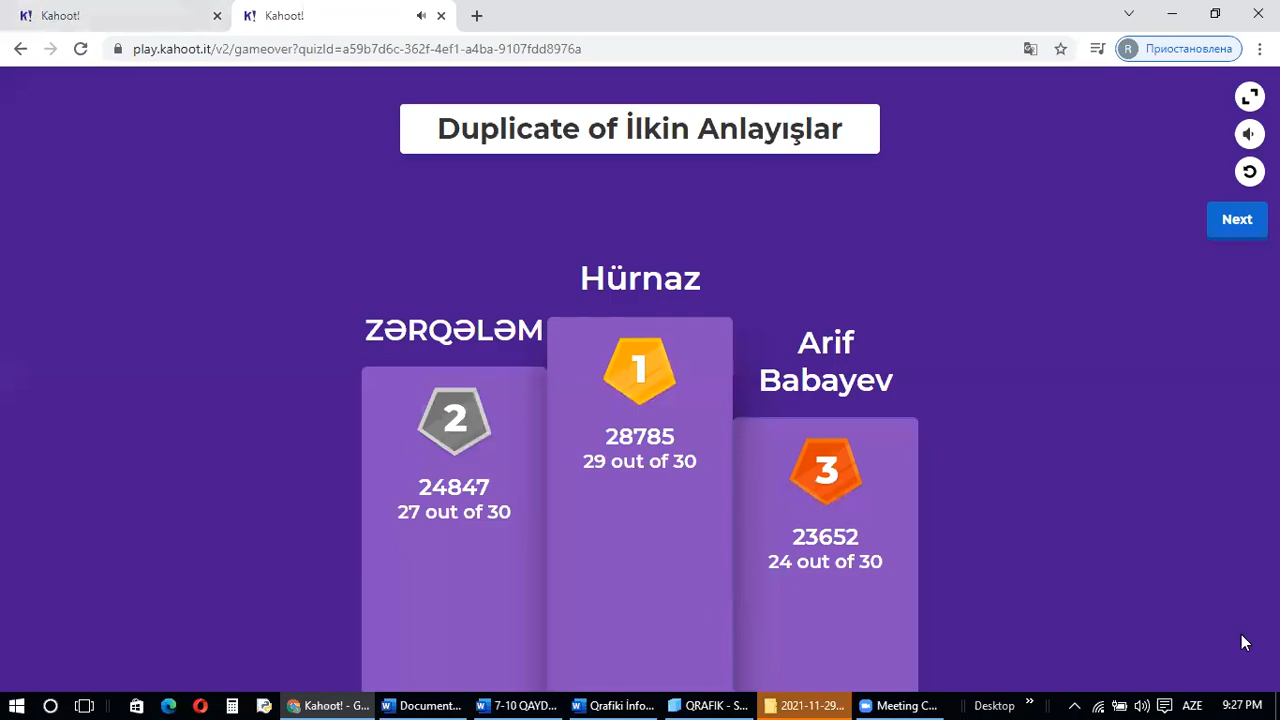 Kahoot!
Kahoot!
play.kahoot.it/v2/gameover?quizId=a59b7d6c-362f-4ef1-a4ba-9107fdd8976a
R Приостановлена
Duplicate of İlkin Anlayışlar
Next
Hürnaz
ZƏRQƏLƏM
Arif
Babayev
1
28785
29 out of 30
2
24847
27 out of 30
3
23652
24 out of 30
Kahoot! - G...
Document...
7-10 QAYD...
Qrafiki İnfo...
QRAFIK - S...
2021-11-29...
Meeting C...
Desktop
AZE
9:27 PM